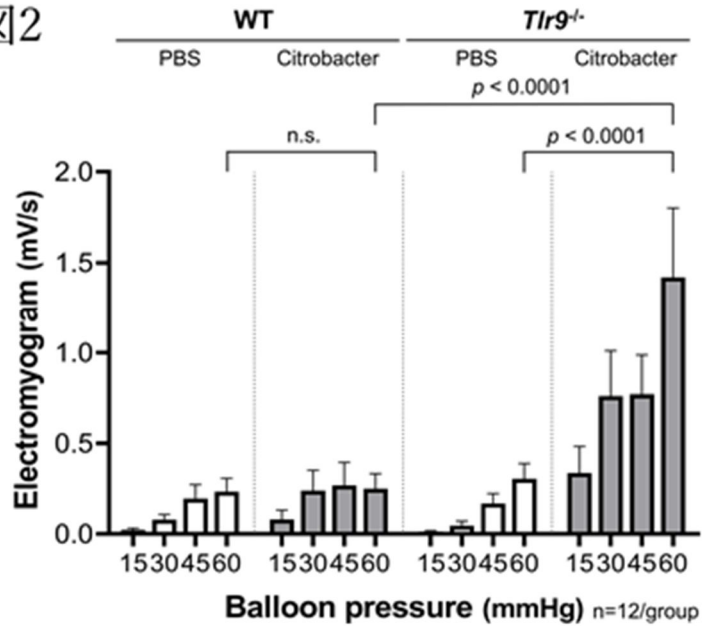 图2
WT Tlr9-/-
PBS Citrobacter PBS Citrobacter
p < 0.0001
n.s. p < 0.0001
2.0
1.5
1.0
0.5
0.0
Electromyogram (mV/s)
15304560 15304560 15304560 15304560
Balloon pressure (mmHg) n=12/group